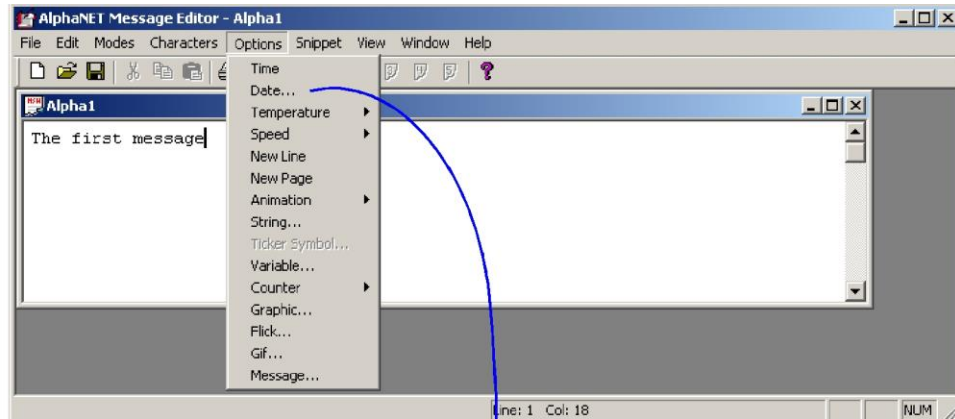 AlphaNET Message Editor - Alpha1
File Edit Modes Characters Options Snippet View Window Help
Alpha1
The first message
Time
Date...
Temperature
Speed
New Line
New Page
Animation
String...
Ticker Symbol...
Variable...
Counter
Graphic...
Flick...
Gif...
Message...
Line: 1 Col: 18
NUM